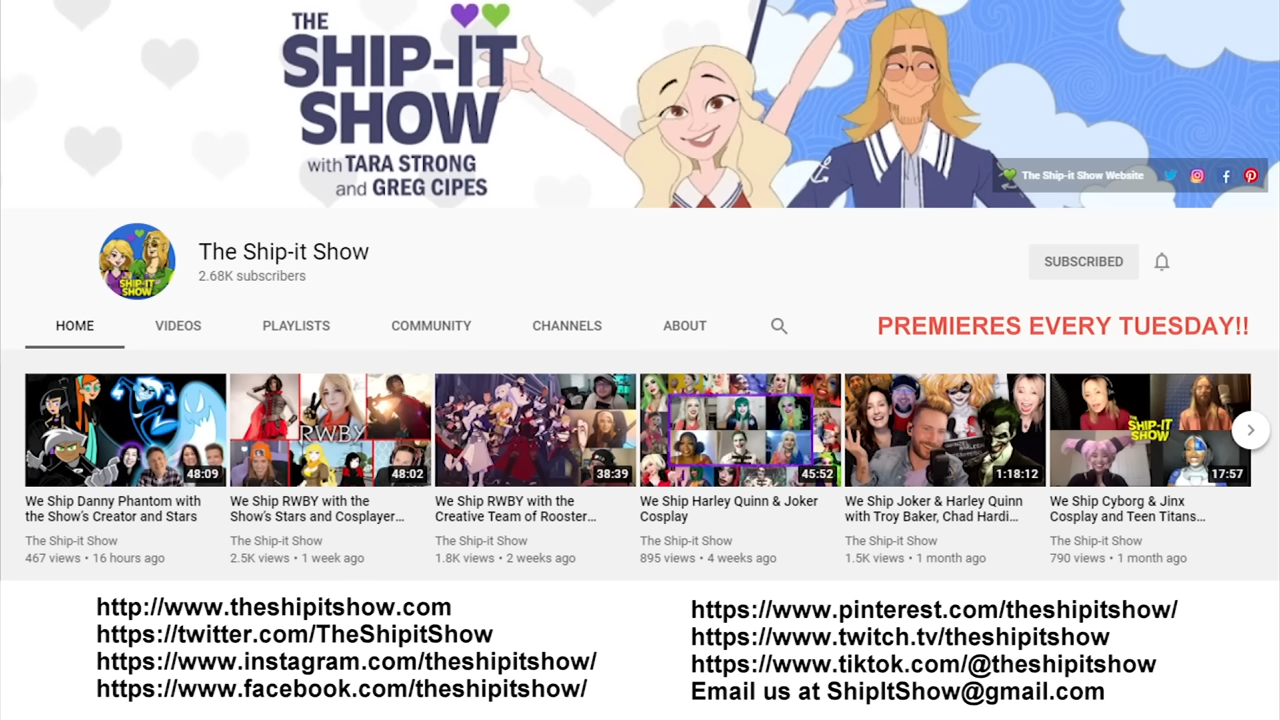 THE
SHIP-IT
SHOW
with TARA STRONG
and GREG CIPES
The Ship-it Show Website
The Ship-it Show
2.68K subscribers
SUBSCRIBED
HOME VIDEOS PLAYLISTS COMMUNITY CHANNELS ABOUT
PREMIERES EVERY TUESDAY!!
SHIP-IT
SHOW
48:09
RWBY
48:02
38:39
45:52
1:18:12
SHIP-IT
SHOW
17:57
We Ship Danny Phantom with
the Show's Creator and Stars
The Ship-it Show
467 views • 16 hours ago
We Ship RWBY with the
Show's Stars and Cosplayer...
The Ship-it Show
2.5K views • 1 week ago
We Ship RWBY with the
Creative Team of Rooster...
The Ship-it Show
1.8K views • 2 weeks ago
We Ship Harley Quinn & Joker
Cosplay
The Ship-it Show
895 views • 4 weeks ago
We Ship Joker & Harley Quinn
with Troy Baker, Chad Hardi...
The Ship-it Show
1.5K views • 1 month ago
We Ship Cyborg & Jinx
Cosplay and Teen Titans...
The Ship-it Show
790 views • 1 month ago
http://www.theshipitshow.com
https://twitter.com/TheShipitShow
https://www.instagram.com/theshipitshow/
https://www.facebook.com/theshipitshow/
https://www.pinterest.com/theshipitshow/
https://www.twitch.tv/theshipitshow
https://www.tiktok.com/@theshipitshow
Email us at ShipItShow@gmail.com